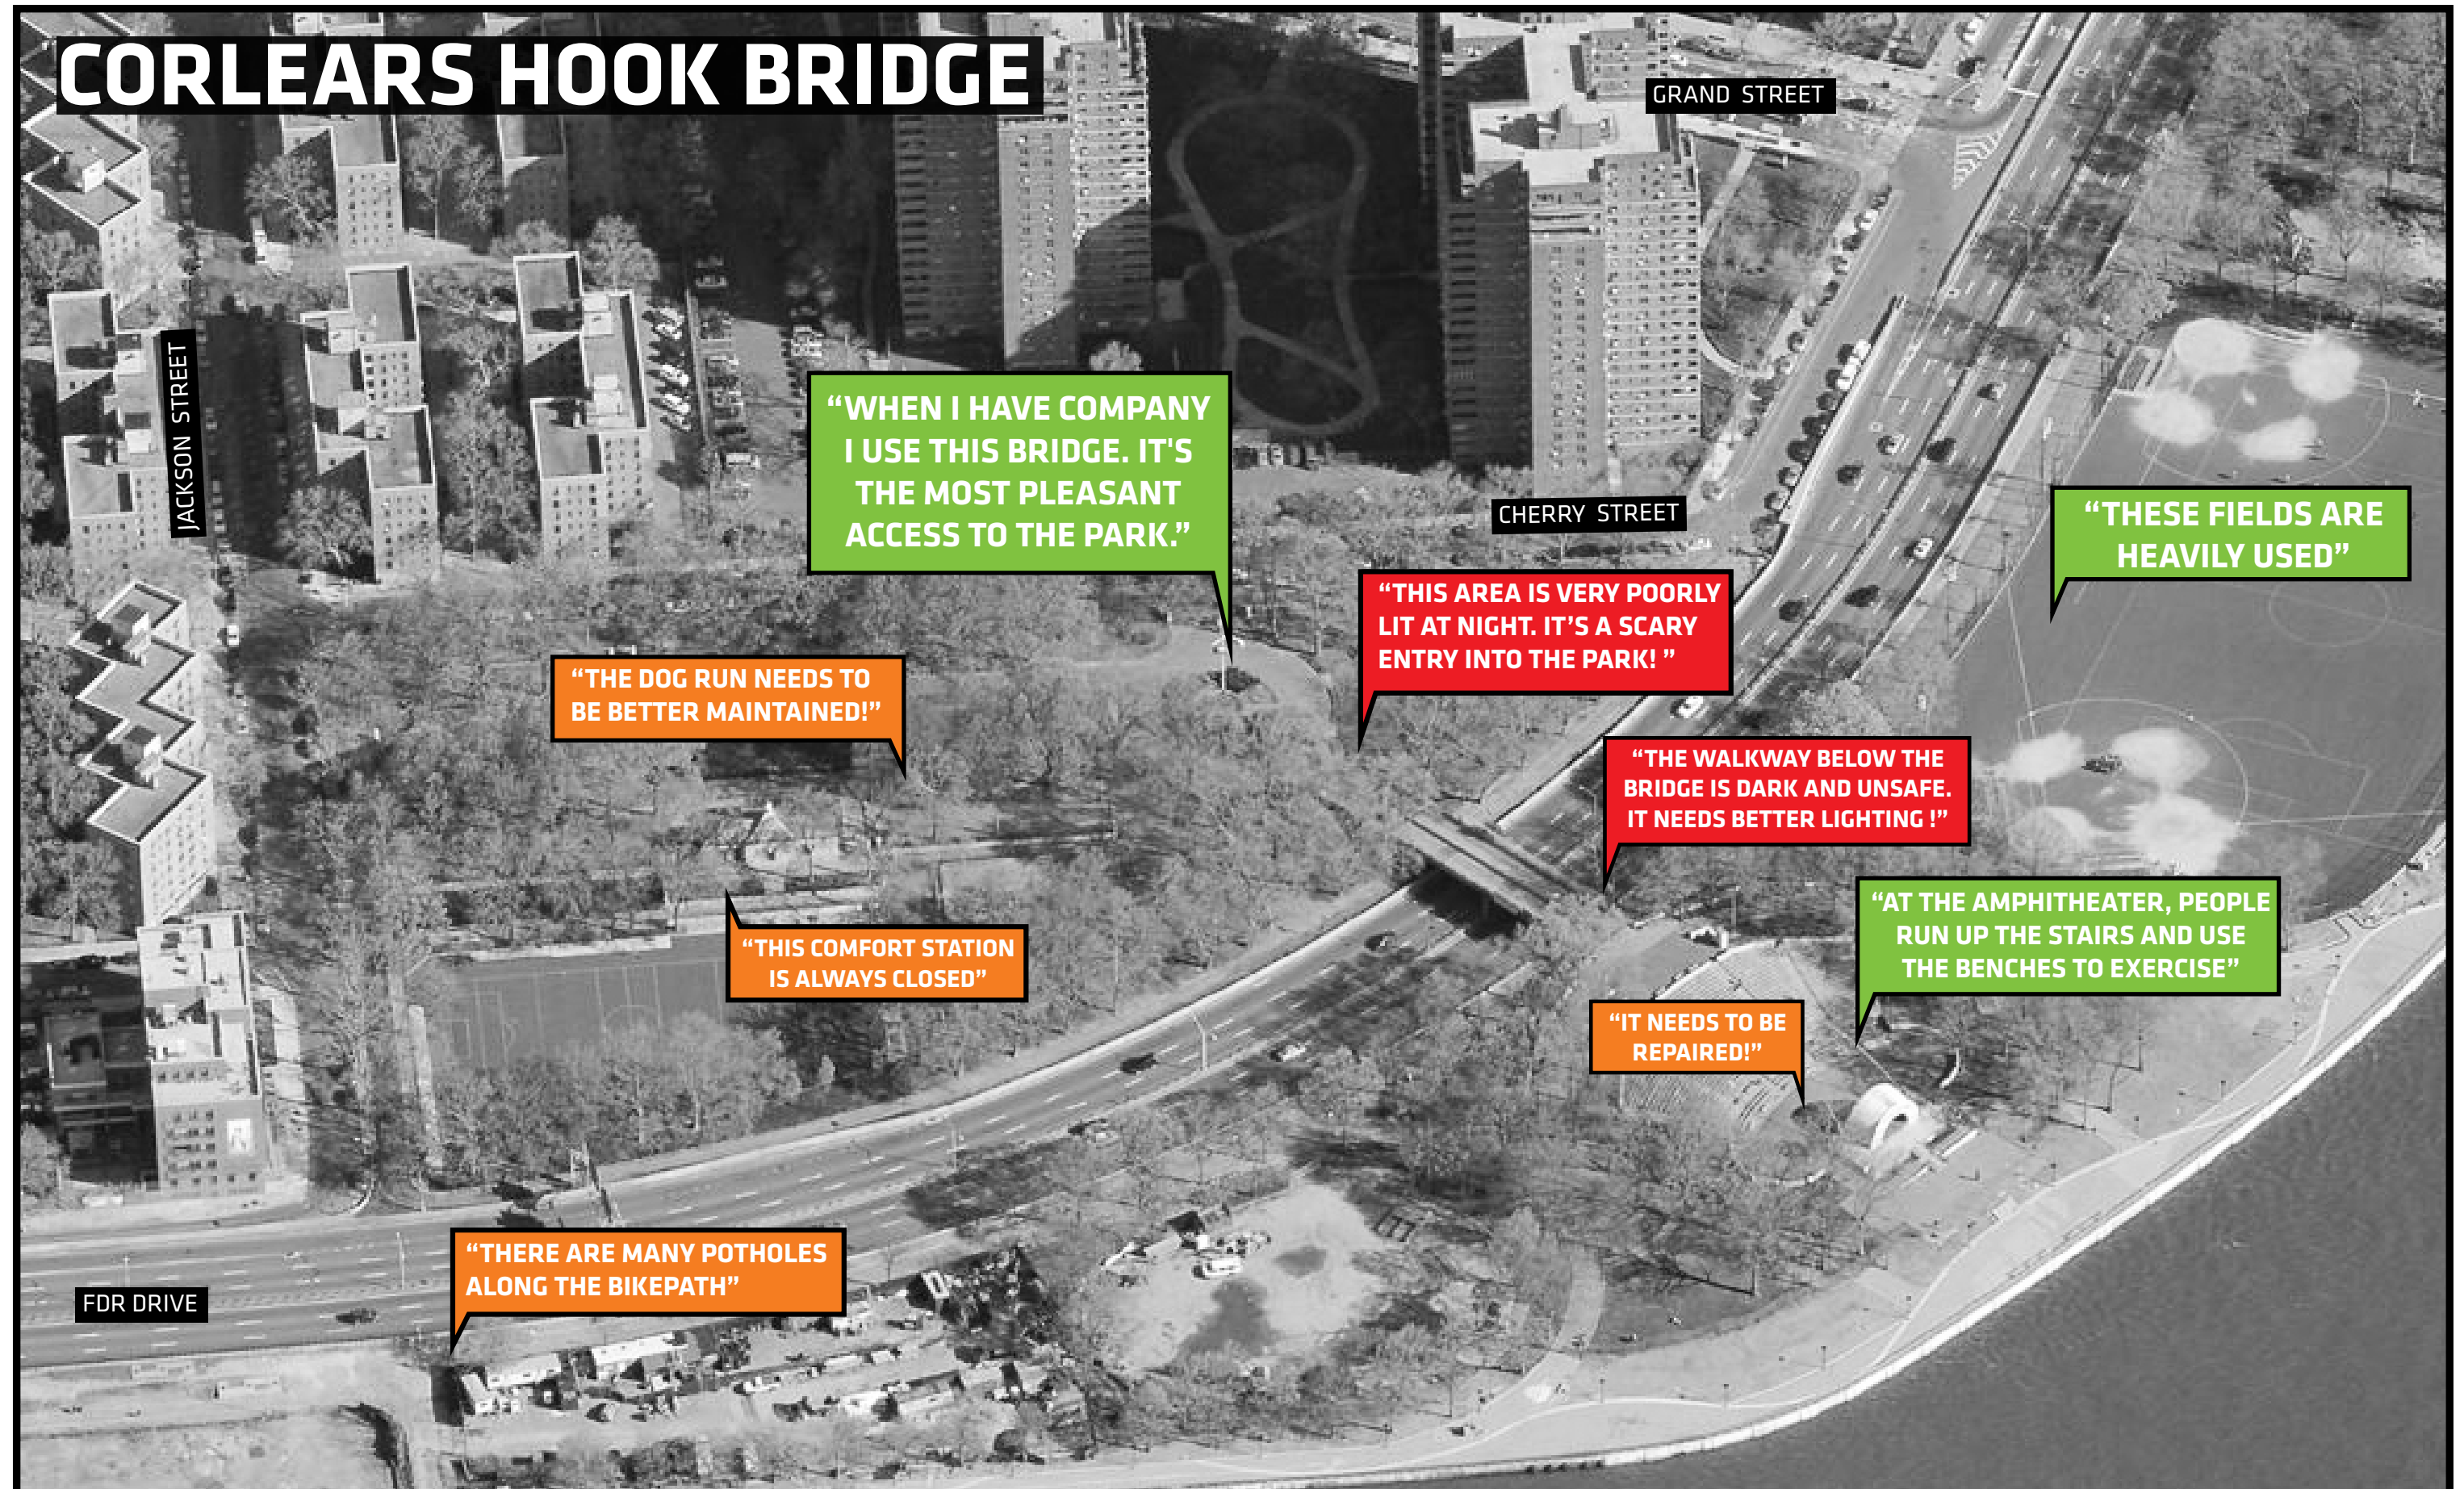 CORLEARS HOOK BRIDGE
GRAND STREET
JACKSON STREET
“WHEN I HAVE COMPANY
I USE THIS BRIDGE. IT'S
THE MOST PLEASANT
ACCESS TO THE PARK.”
CHERRY STREET
“THESE FIELDS ARE
HEAVILY USED”
“THIS AREA IS VERY POORLY
LIT AT NIGHT. IT’S A SCARY
ENTRY INTO THE PARK! ”
“THE DOG RUN NEEDS TO
BE BETTER MAINTAINED!”
“THE WALKWAY BELOW THE
BRIDGE IS DARK AND UNSAFE.
IT NEEDS BETTER LIGHTING !”
“AT THE AMPHITHEATER, PEOPLE
RUN UP THE STAIRS AND USE
THE BENCHES TO EXERCISE”
“THIS COMFORT STATION
IS ALWAYS CLOSED”
“IT NEEDS TO BE
REPAIRED!”
“THERE ARE MANY POTHOLES
ALONG THE BIKEPATH”
FDR DRIVE